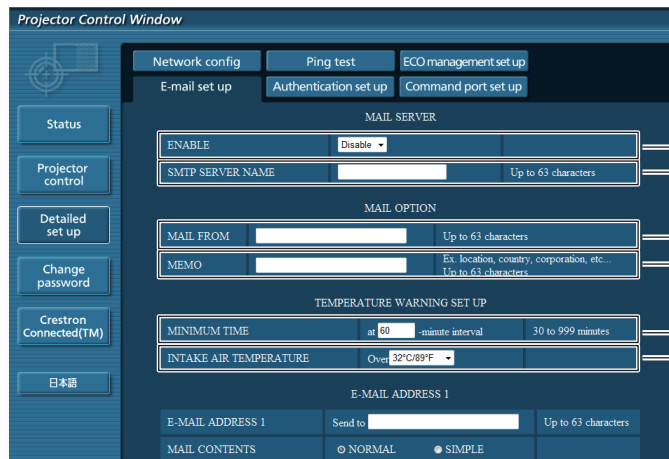 Projector Control Window
Network config
Ping test
ECO management set up
E-mail set up
Authentication set up
Command port set up
Status
Projector
control
Detailed
set up
Change
password
Crestron
Connected(TM)
日本語
MAIL SERVER
ENABLE Disable
SMTP SERVER NAME Up to 63 characters
MAIL OPTION
MAIL FROM Up to 63 characters
MEMO Ex. location, country, corporation, etc...
Up to 63 characters
TEMPERATURE WARNING SET UP
MINIMUM TIME at 60 -minute interval 30 to 999 minutes
INTAKE AIR TEMPERATURE Over 32°C/89°F
E-MAIL ADDRESS 1
E-MAIL ADDRESS 1 Send to Up to 63 characters
MAIL CONTENTS NORMAL SIMPLE